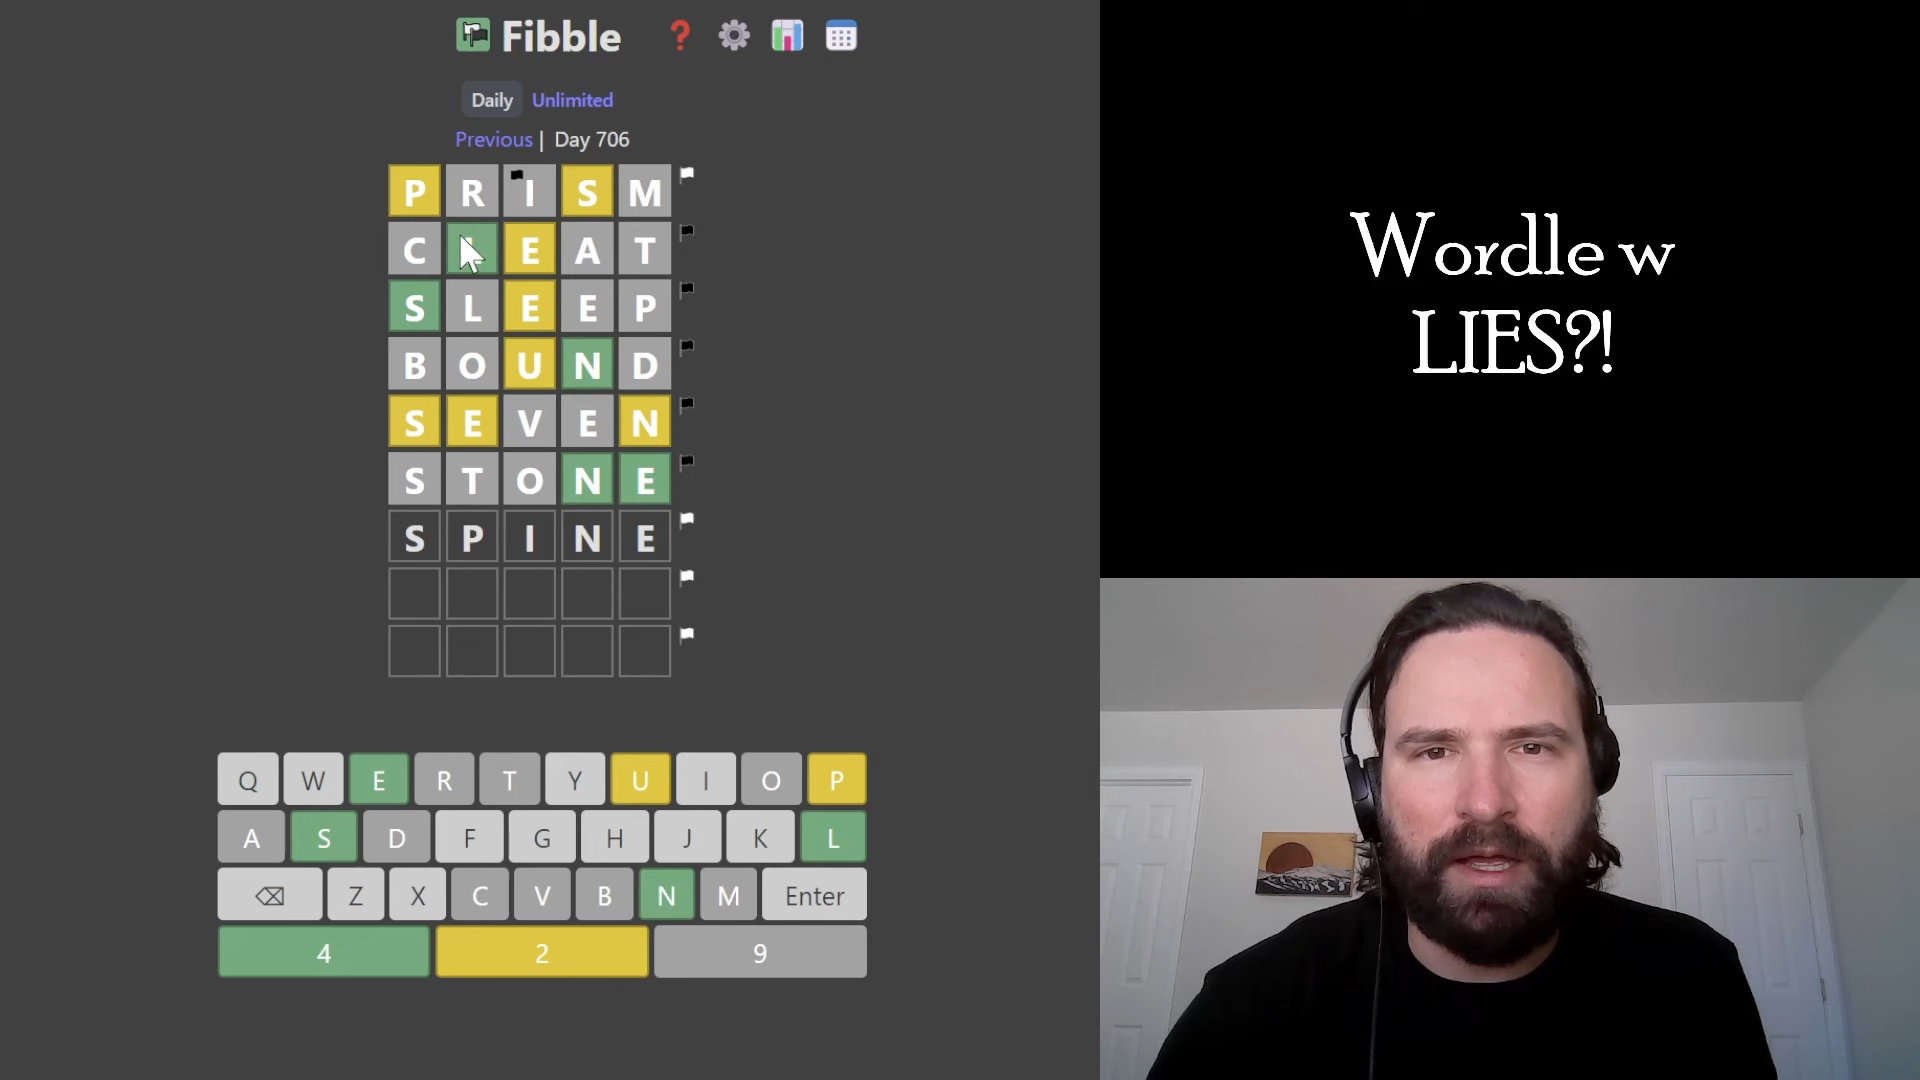 Fibble
Daily Unlimited
Previous | Day 706
P R I S M
C L E A T
S L E E P
B O U N D
S E V E N
S T O N E
S P I N E
Q W E R T Y U I O P
A S D F G H J K L
⌫ Z X C V B N M Enter
4 2 9
Wordle w
LIES?!